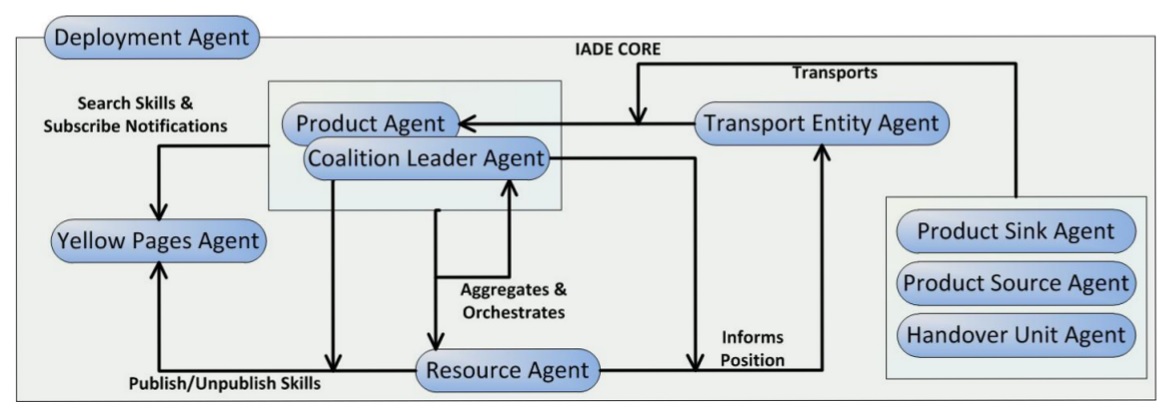 Deployment Agent
IADE CORE
Transports
Search Skills &
Subscribe Notifications
Product Agent
Transport Entity Agent
Coalition Leader Agent
Yellow Pages Agent
Product Sink Agent
Product Source Agent
Handover Unit Agent
Aggregates &
Orchestrates
Informs
Position
Resource Agent
Publish/Unpublish Skills